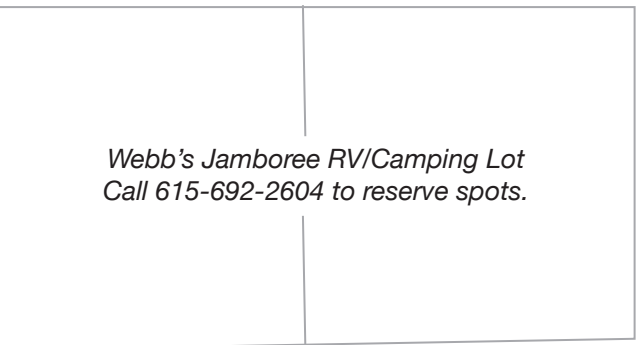 Webb’s Jamboree RV/Camping Lot
Call 615-692-2604 to reserve spots.